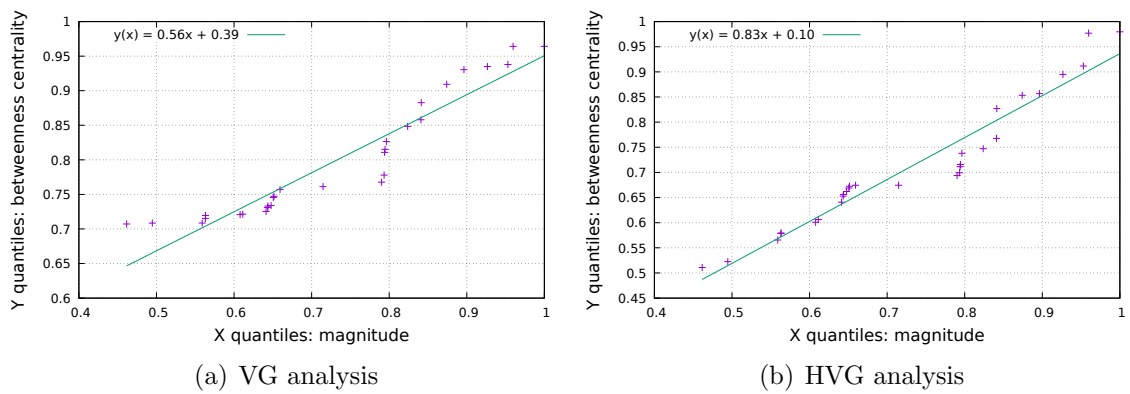 1
0.95
0.9
0.85
0.8
0.75
0.7
0.65
0.6
Y quantiles: betweenness centrality
y(x) = 0.56x + 0.39
0.4 0.5 0.6 0.7 0.8 0.9 1
X quantiles: magnitude
(a) VG analysis
1
0.95
0.9
0.85
0.8
0.75
0.7
0.65
0.6
0.55
0.5
0.45
Y quantiles: betweenness centrality
y(x) = 0.83x + 0.10
0.4 0.5 0.6 0.7 0.8 0.9 1
X quantiles: magnitude
(b) HVG analysis